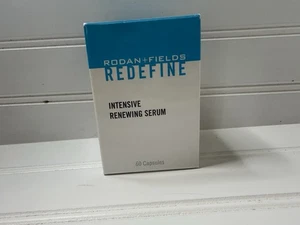 RODAN + FIELDS
REDEFINE
INTENSIVE
RENEWING SERUM
60 Capsules